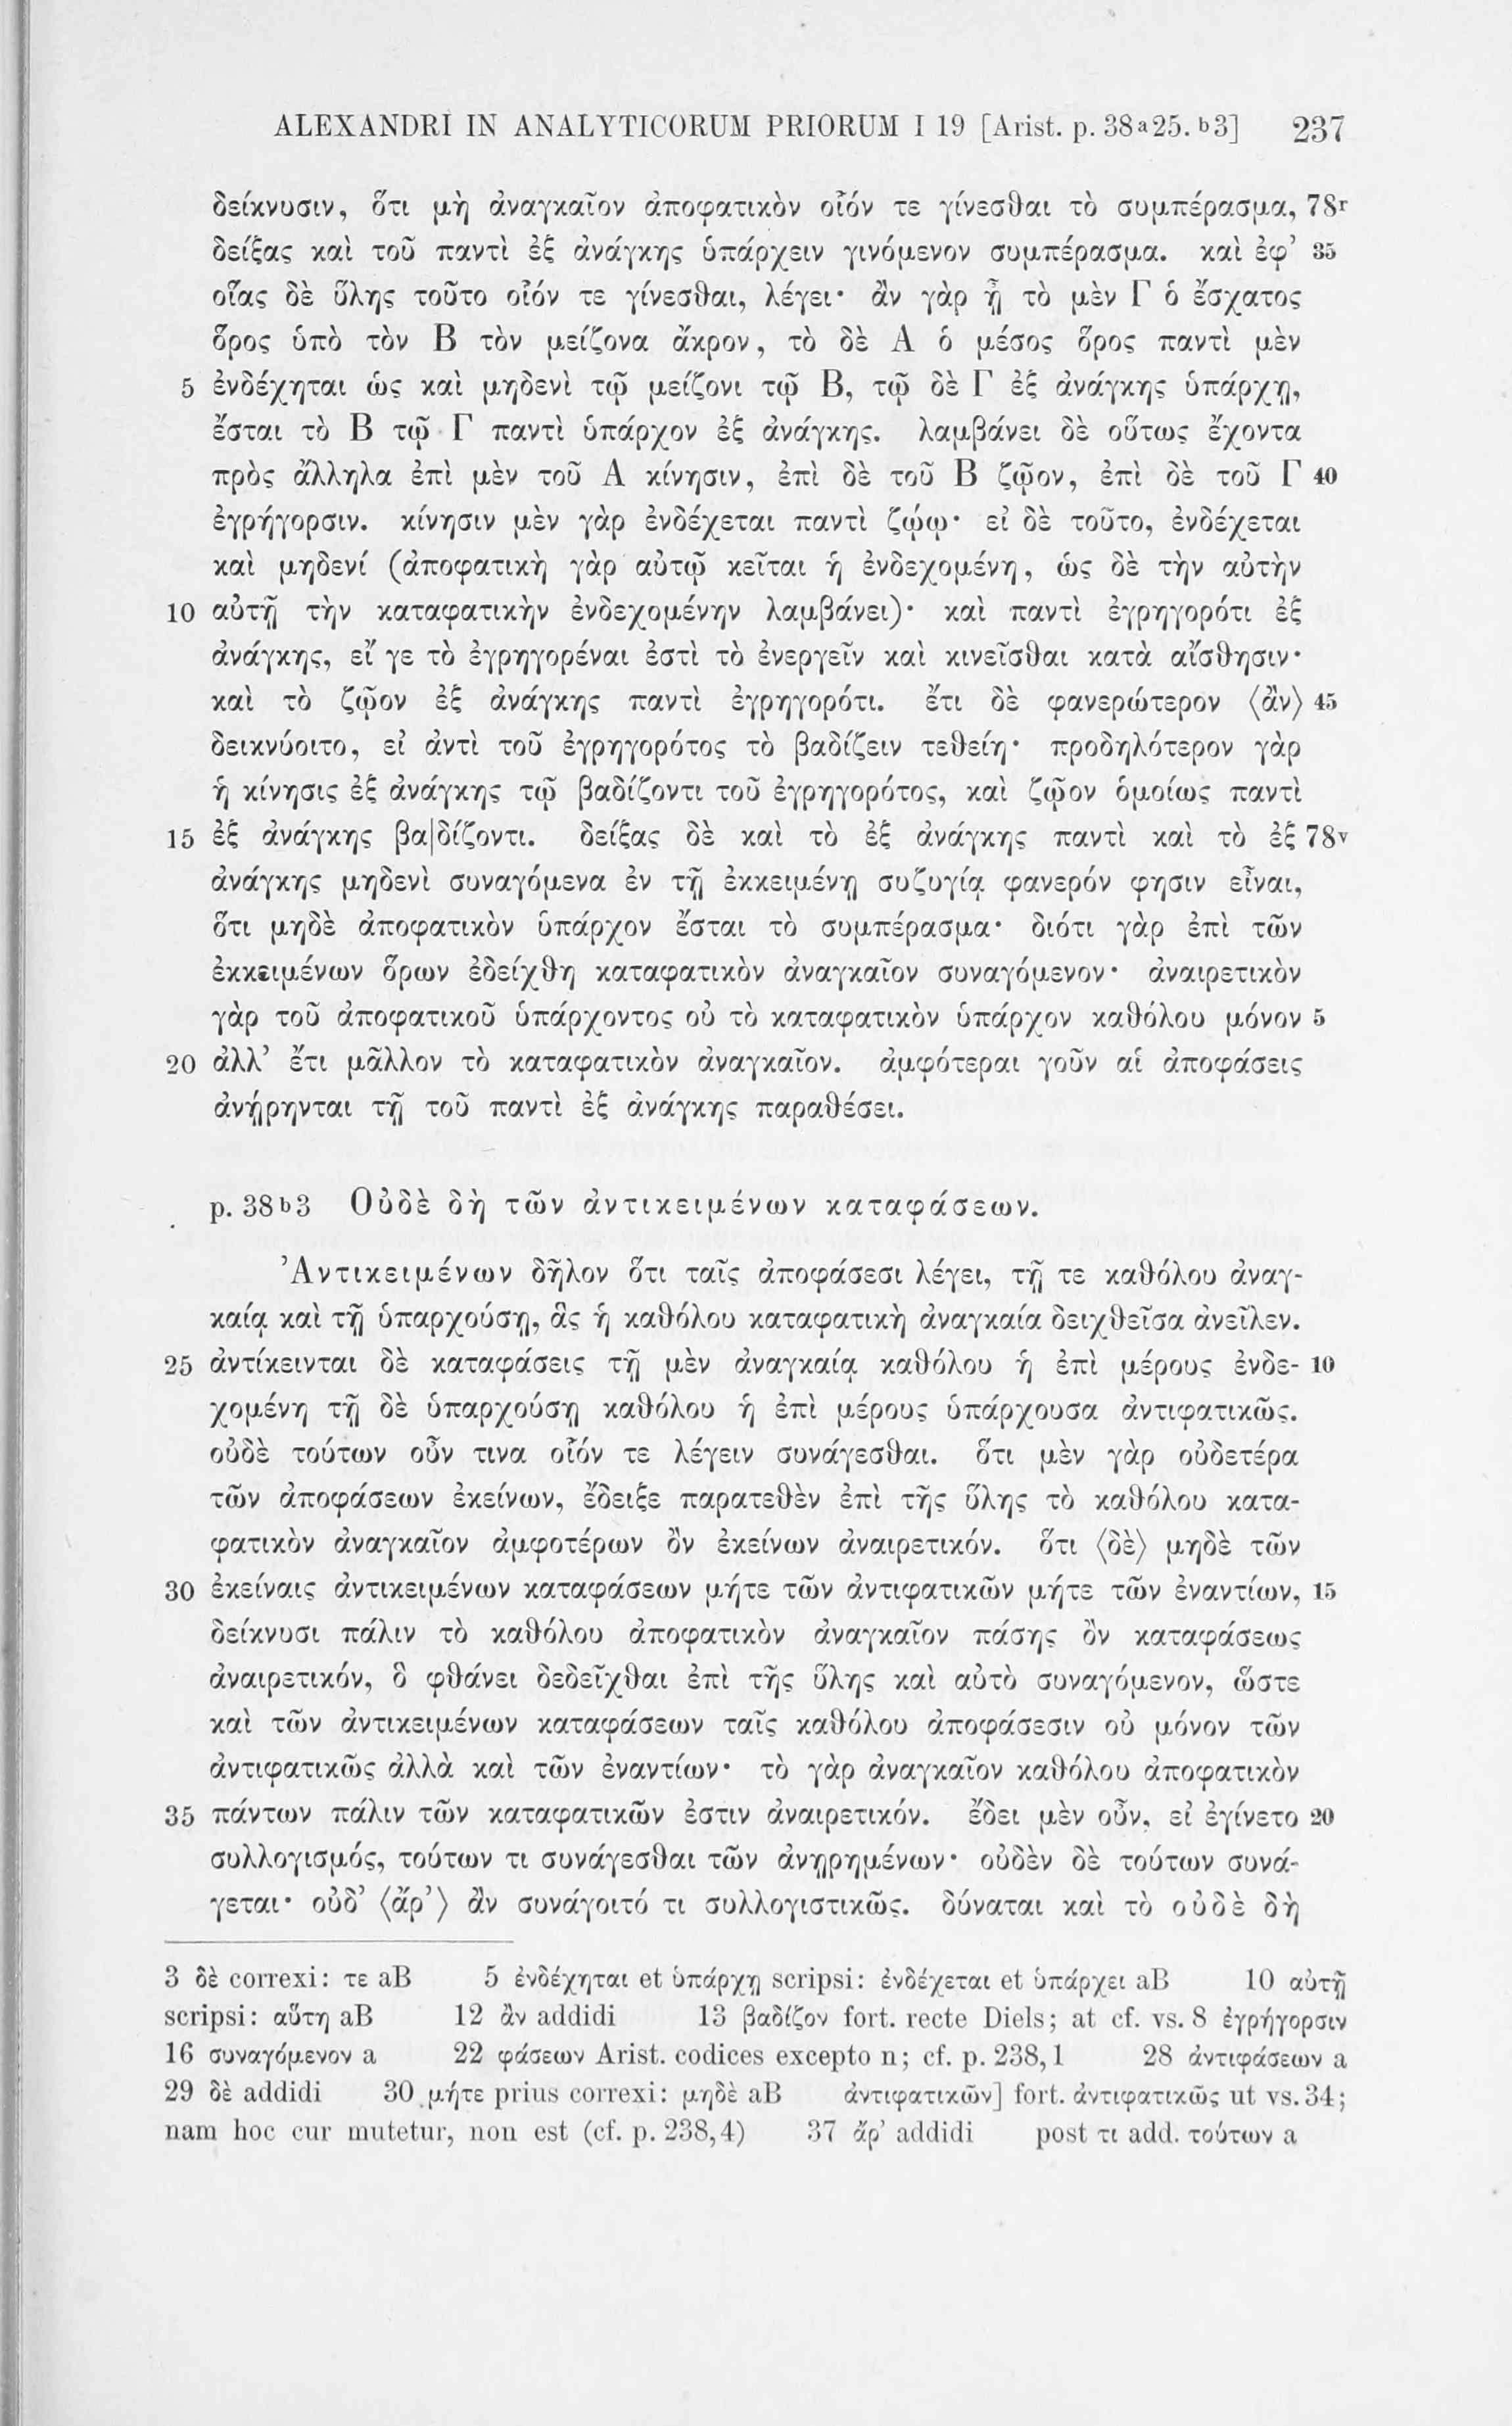 ALEXANDRI IN ANALYTICORUM PRIORUM I 19 [Arist. p. 38a25. b3] 237
δείκνυσιν, ὅτι μὴ ἀναγκαῖον ἀποφατικὸν οἷόν τε γίνεσθαι τὸ συμπέρασμα, 78r
δείξας καὶ τοῦ παντὶ ἐξ ἀνάγκης ὑπάρχειν γινόμενον συμπέρασμα. καὶ ἐφ’ 35
οἵας δὲ ὕλης τοῦτο οἷόν τε γίνεσθαι, λέγει· ἂν γὰρ ᾖ τὸ μὲν Γ ὁ ἔσχατος
ὅρος ὑπὸ τὸν Β τὸν μείζονα ἄκρον, τὸ δὲ Α ὁ μέσος ὅρος παντὶ μὲν
5 ἐνδέχηται ὡς καὶ μηδενὶ τῷ μείζονι τῷ Β, τῷ δὲ Γ ἐξ ἀνάγκης ὑπάρχῃ,
ἔσται τὸ Β τῷ Γ παντὶ ὑπάρχον ἐξ ἀνάγκης. λαμβάνει δὲ οὕτως ἔχοντα
πρὸς ἄλληλα ἐπὶ μὲν τοῦ Α κίνησιν, ἐπὶ δὲ τοῦ Β ζῷον, ἐπὶ δὲ τοῦ Γ 40
ἐγρήγορσιν. κίνησιν μὲν γὰρ ἐνδέχεται παντὶ ζῴῳ· εἰ δὲ τοῦτο, ἐνδέχεται
καὶ μηδενί (ἀποφατικὴ γὰρ αὐτῷ κεῖται ἡ ἐνδεχομένη, ὡς δὲ τὴν αὐτὴν
10 αὐτῇ τὴν καταφατικὴν ἐνδεχομένην λαμβάνει)· καὶ παντὶ ἐγρηγορότι ἐξ
ἀνάγκης, εἴ γε τὸ ἐγρηγορέναι ἐστὶ τὸ ἐνεργεῖν καὶ κινεῖσθαι κατὰ αἴσθησιν·
καὶ τὸ ζῷον ἐξ ἀνάγκης παντὶ ἐγρηγορότι. ἔτι δὲ φανερώτερον ⟨ἂν⟩ 45
δεικνύοιτο, εἰ ἀντὶ τοῦ ἐγρηγορότος τὸ βαδίζειν τεθείη· προδηλότερον γὰρ
ἡ κίνησις ἐξ ἀνάγκης τῷ βαδίζοντι τοῦ ἐγρηγορότος, καὶ ζῷον ὁμοίως παντὶ
15 ἐξ ἀνάγκης βα|δίζοντι. δείξας δὲ καὶ τὸ ἐξ ἀνάγκης παντὶ καὶ τὸ ἐξ 78v
ἀνάγκης μηδενὶ συναγόμενα ἐν τῇ ἐκκειμένῃ συζυγίᾳ φανερόν φησιν εἶναι,
ὅτι μηδὲ ἀποφατικὸν ὑπάρχον ἔσται τὸ συμπέρασμα· διότι γὰρ ἐπὶ τῶν
ἐκκειμένων ὅρων ἐδείχθη καταφατικὸν ἀναγκαῖον συναγόμενον· ἀναιρετικὸν
γὰρ τοῦ ἀποφατικοῦ ὑπάρχοντος οὐ τὸ καταφατικὸν ὑπάρχον καθόλου μόνον 5
20 ἀλλ’ ἔτι μᾶλλον τὸ καταφατικὸν ἀναγκαῖον. ἀμφότεραι γοῦν αἱ ἀποφάσεις
ἀνῄρηνται τῇ τοῦ παντὶ ἐξ ἀνάγκης παραθέσει.
p. 38b3 Οὐδὲ δὴ τῶν ἀντικειμένων καταφάσεων.
Ἀντικειμένων δῆλον ὅτι ταῖς ἀποφάσεσι λέγει, τῇ τε καθόλου ἀναγ-
καίᾳ καὶ τῇ ὑπαρχούσῃ, ἃς ἡ καθόλου καταφατικὴ ἀναγκαία δειχθεῖσα ἀνεῖλεν.
25 ἀντίκεινται δὲ καταφάσεις τῇ μὲν ἀναγκαίᾳ καθόλου ἡ ἐπὶ μέρους ἐνδε- 10
χομένη τῇ δὲ ὑπαρχούσῃ καθόλου ἡ ἐπὶ μέρους ὑπάρχουσα ἀντιφατικῶς.
οὐδὲ τούτων οὖν τινα οἷόν τε λέγειν συνάγεσθαι. ὅτι μὲν γὰρ οὐδετέρα
τῶν ἀποφάσεων ἐκείνων, ἔδειξε παρατεθὲν ἐπὶ τῆς ὕλης τὸ καθόλου κατα-
φατικὸν ἀναγκαῖον ἀμφοτέρων ὂν ἐκείνων ἀναιρετικόν. ὅτι ⟨δὲ⟩ μηδὲ τῶν
30 ἐκείναις ἀντικειμένων καταφάσεων μήτε τῶν ἀντιφατικῶν μήτε τῶν ἐναντίων, 15
δείκνυσι πάλιν τὸ καθόλου ἀποφατικὸν ἀναγκαῖον πάσης ὂν καταφάσεως
ἀναιρετικόν, ὃ φθάνει δεδεῖχθαι ἐπὶ τῆς ὕλης καὶ αὐτὸ συναγόμενον, ὥστε
καὶ τῶν ἀντικειμένων καταφάσεων ταῖς καθόλου ἀποφάσεσιν οὐ μόνον τῶν
ἀντιφατικῶς ἀλλὰ καὶ τῶν ἐναντίων· τὸ γὰρ ἀναγκαῖον καθόλου ἀποφατικὸν
35 πάντων πάλιν τῶν καταφατικῶν ἐστιν ἀναιρετικόν. ἔδει μὲν οὖν, εἰ ἐγίνετο 20
συλλογισμός, τούτων τι συνάγεσθαι τῶν ἀνῃρημένων· οὐδὲν δὲ τούτων συνά-
γεται· οὐδ’ ⟨ἄρ’⟩ ἂν συνάγοιτό τι συλλογιστικῶς. δύναται καὶ τὸ οὐδὲ δὴ
3 δὲ correxi: τε aB 5 ἐνδέχηται et ὑπάρχῃ scripsi: ἐνδέχεται et ὑπάρχει aB 10 αὐτῇ
scripsi: αὕτη aB 12 ἂν addidi 13 βαδίζον fort. recte Diels; at cf. vs. 8 ἐγρήγορσιν
16 συναγόμενον a 22 φάσεων Arist. codices excepto n; cf. p. 238,1 28 ἀντιφάσεων a
29 δὲ addidi 30 μήτε prius correxi: μηδὲ aB ἀντιφατικῶν] fort. ἀντιφατικῶς ut vs. 34;
nam hoc cur mutetur, non est (cf. p. 238,4) 37 ἄρ’ addidi post τι add. τούτων a